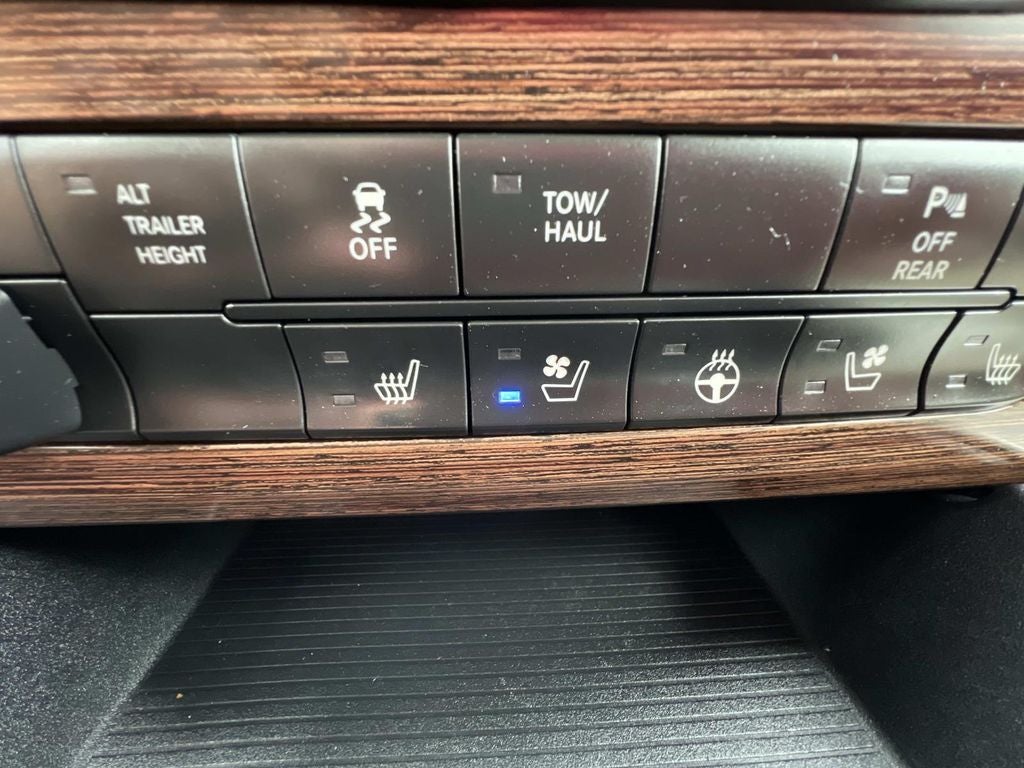 ALT
TRAILER
HEIGHT
OFF
TOW/
HAUL
P
OFF
REAR